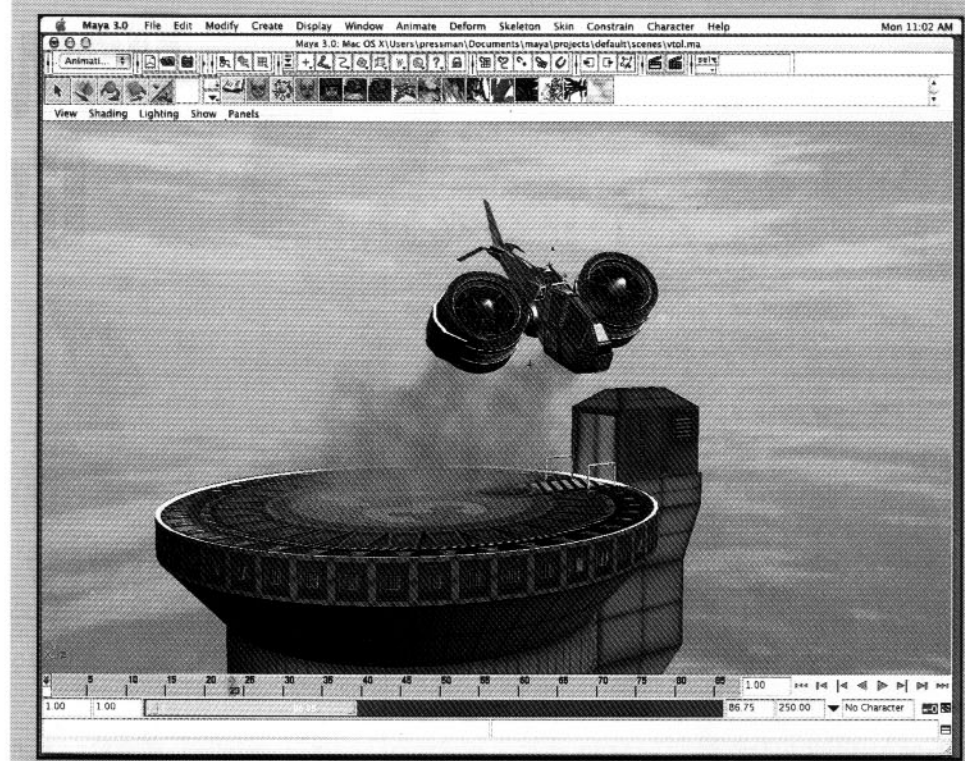 Maya 3.0 File Edit Modify Create Display Window Animate Deform Skeleton Skin Constrain Character Help Mon 11:02 AM
Maya 3.0: Mac OS X\Users\pressman\Documents\maya\projects\default\scenes\vtol.ma
Animati...
View Shading Lighting Show Panels
5 10 15 20 25 30 35 40 45 50 55 60 65 70 75 80 85 1.00
23
1.00 1.00 86.75 86.75 250.00 No Character